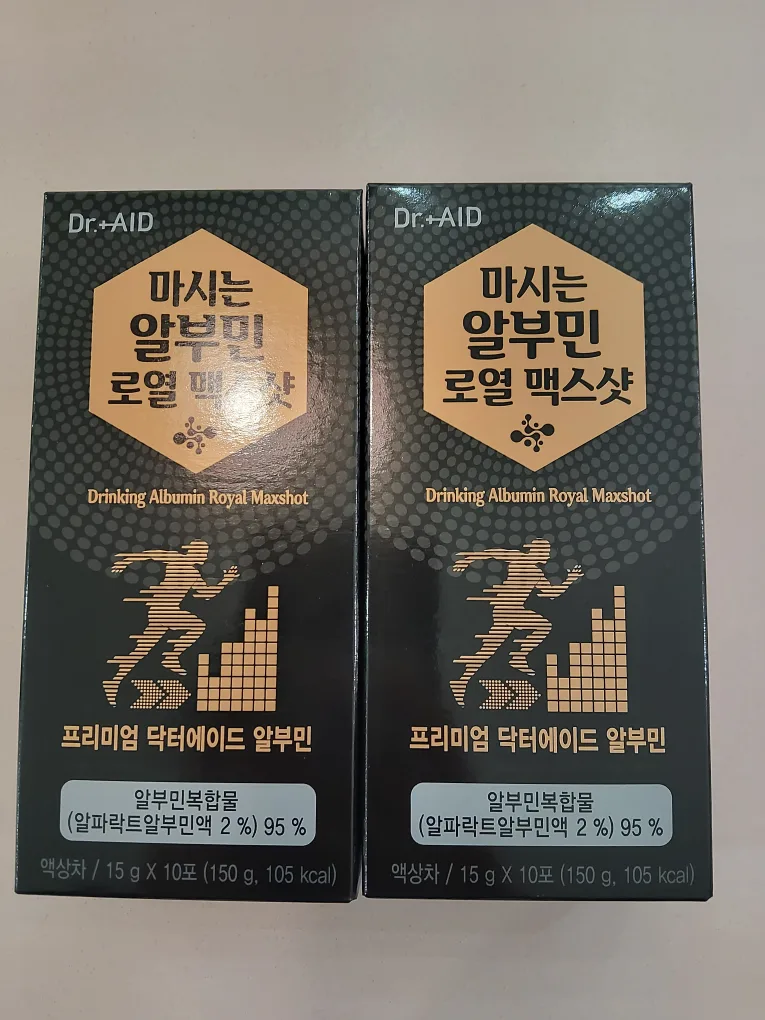 Dr.+AID
마시는
알부민
로열 맥스샷
Drinking Albumin Royal Maxshot
프리미엄 닥터에이드 알부민
알부민복합물
(알파락트알부민액 2 %) 95 %
액상차 / 15 g X 10포 (150 g, 105 kcal)
Dr.+AID
마시는
알부민
로열 맥스샷
Drinking Albumin Royal Maxshot
프리미엄 닥터에이드 알부민
알부민복합물
(알파락트알부민액 2 %) 95 %
액상차 / 15 g X 10포 (150 g, 105 kcal)